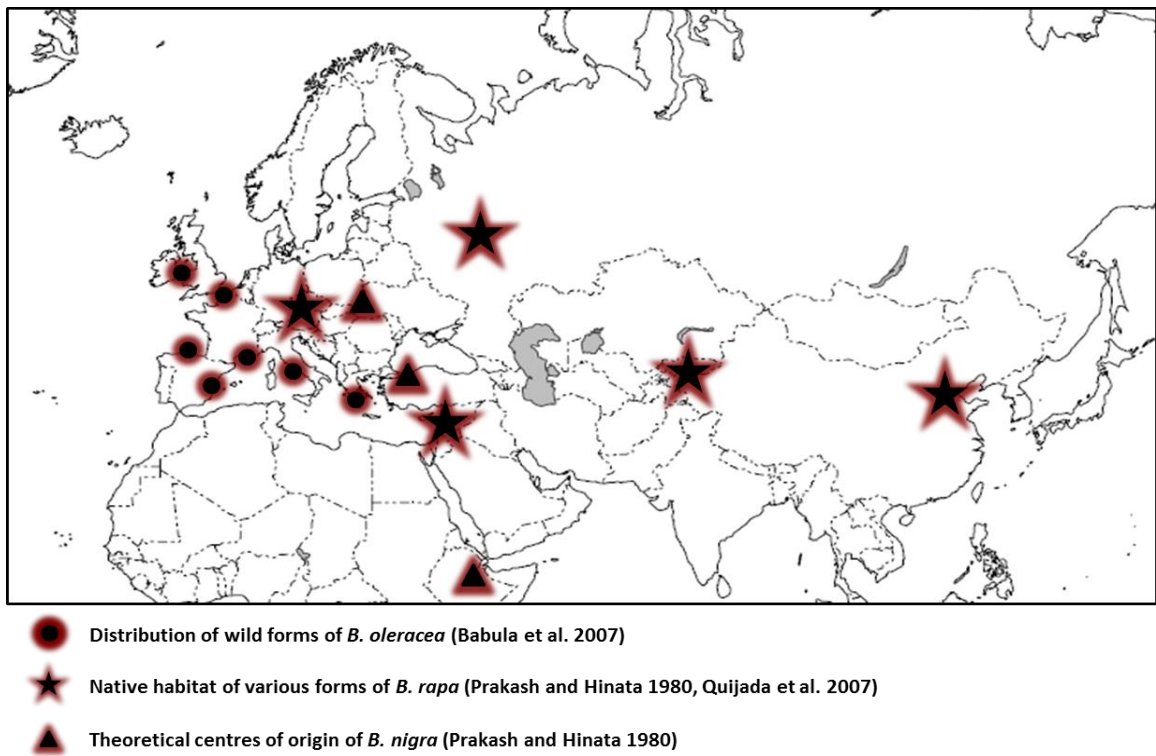 Distribution of wild forms of B. oleracea (Babula et al. 2007)
Native habitat of various forms of B. rapa (Prakash and Hinata 1980, Quijada et al. 2007)
Theoretical centres of origin of B. nigra (Prakash and Hinata 1980)